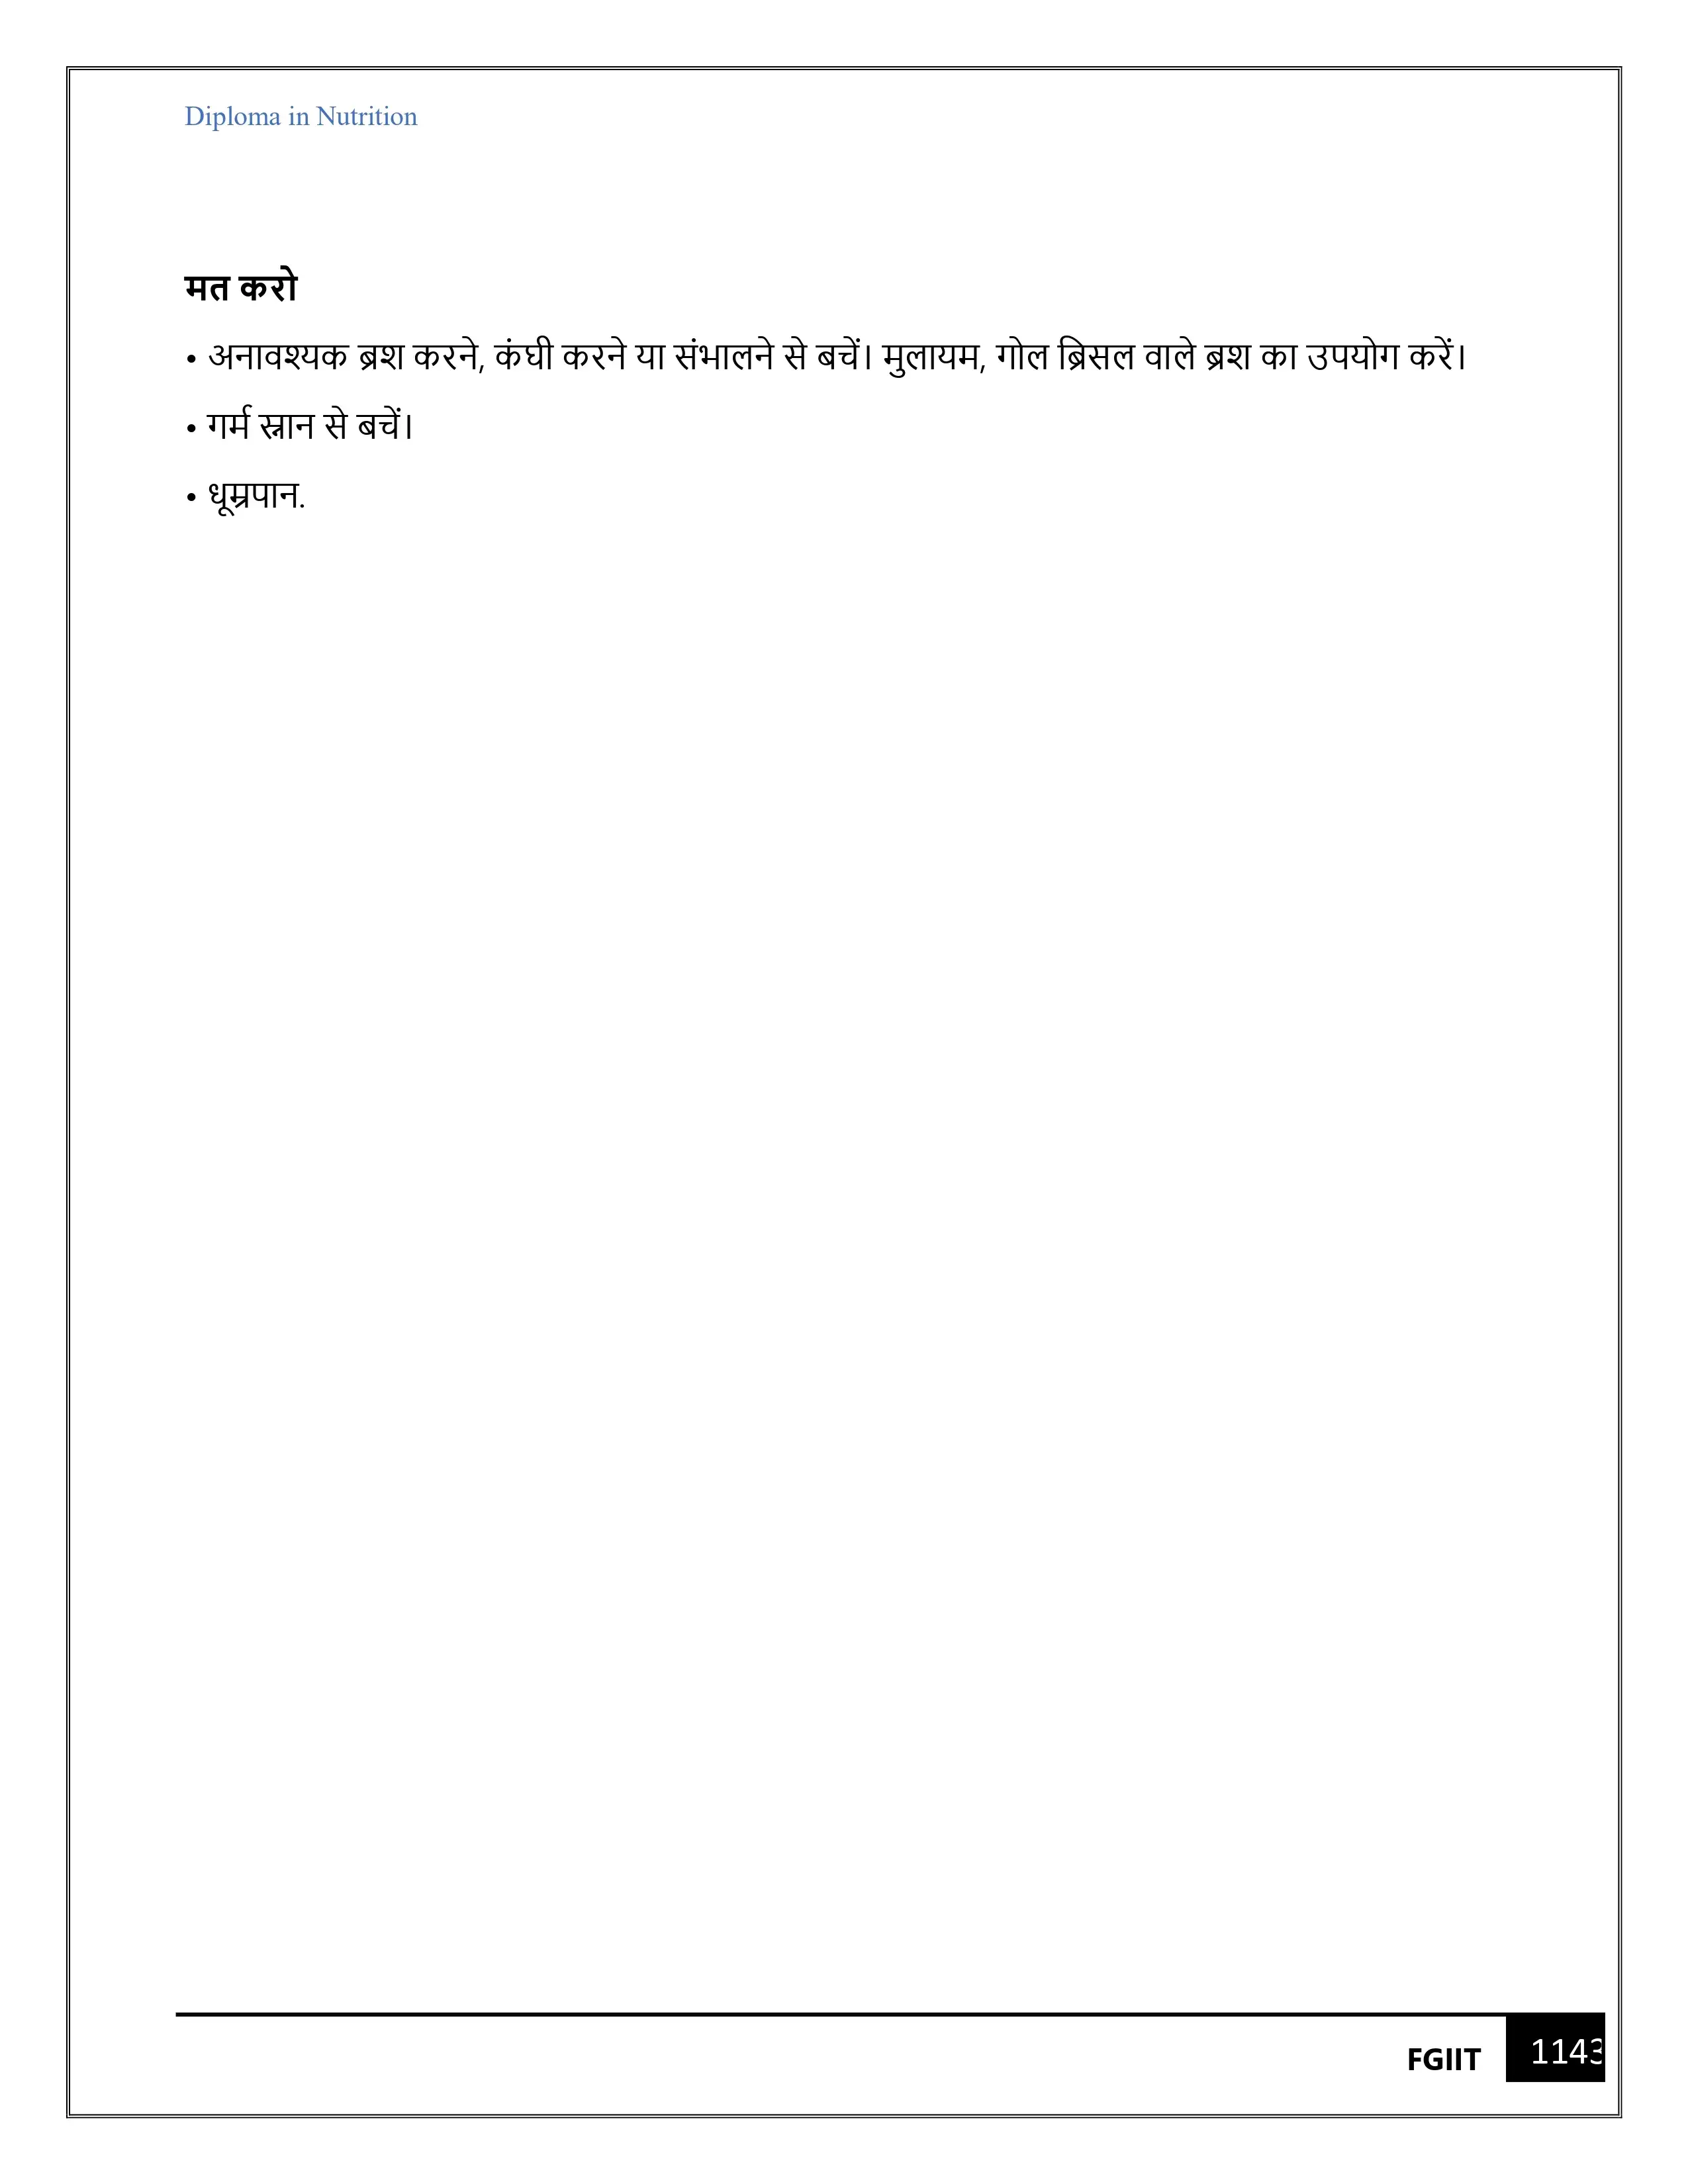 Diploma in Nutrition
मत करो
• अनावश्यक ब्रश करने, कंघी करने या संभालने से बचें। मुलायम, गोल ब्रिसल वाले ब्रश का उपयोग करें।
• गर्म स्नान से बचें।
• धूम्रपान.
FGIIT 1143